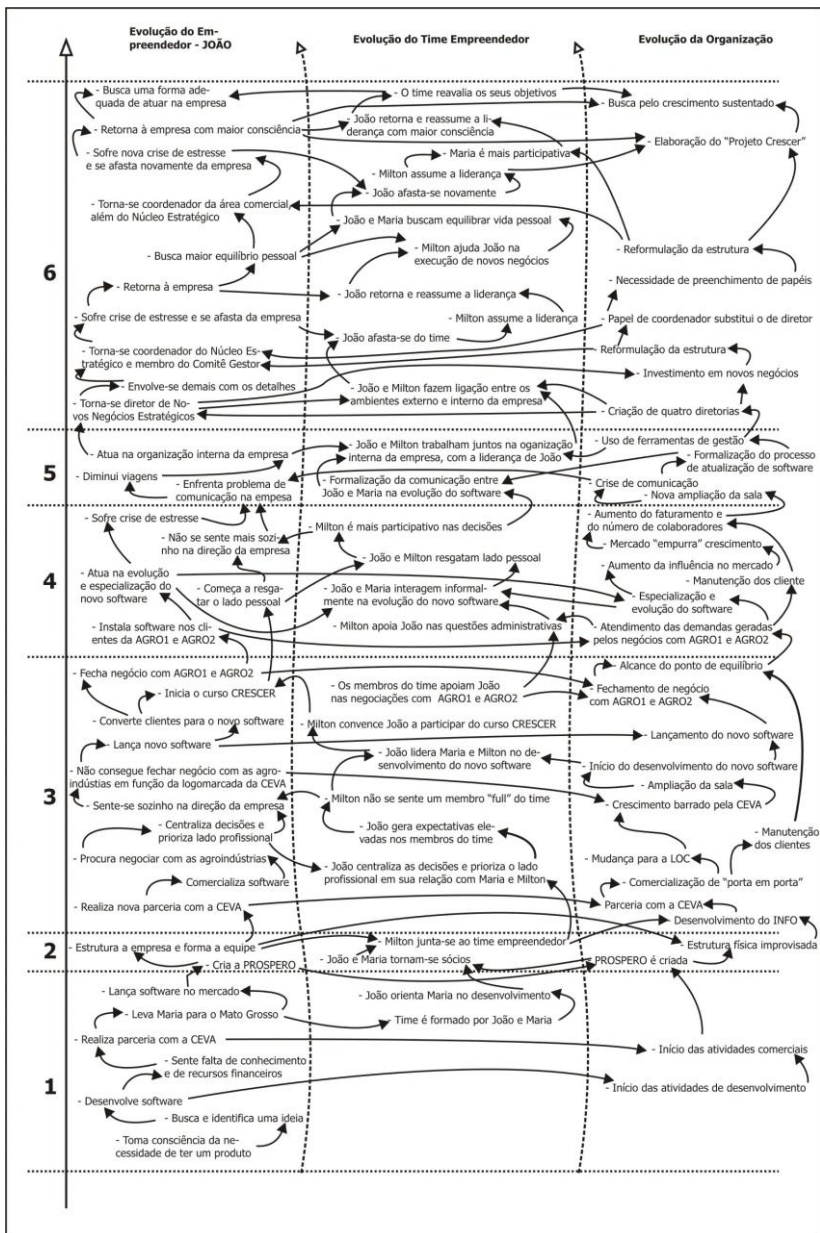 Evolução do Em-
preendedor - JOÃO
Evolução do Time Empreendedor
Evolução da Organização
- Busca uma forma ade-
quada de atuar na empresa
- O time reavalia os seus objetivos
- Busca pelo crescimento sustentado
- Retorna à empresa com maior consciência
- João retorna e reassume a li-
derança com maior consciência
- Elaboração do “Projeto Crescer”
- Sofre nova crise de estresse
e se afasta novamente da empresa
- Maria é mais participativa
- Milton assume a liderança
- João afasta-se novamente
- Torna-se coordenador da área comercial,
além do Núcleo Estratégico
- João e Maria buscam equilibrar vida pessoal
6
- Busca maior equilíbrio pessoal
- Milton ajuda João na
execução de novos negócios
- Reformulação da estrutura
- Retorna à empresa
- João retorna e reassume a liderança
- Necessidade de preenchimento de papéis
- Sofre crise de estresse e se afasta da empresa
- Milton assume a liderança
- João afasta-se do time
- Papel de coordenador substitui o de diretor
- Torna-se coordenador do Núcleo Es-
tratégico e membro do Comitê Gestor
- Reformulação da estrutura
- Investimento em novos negócios
- Envolve-se demais com os detalhes
- João e Milton fazem ligação entre os
ambientes externo e interno da empresa
- Torna-se diretor de No-
vos Negócios Estratégicos
- Criação de quatro diretorias
5
- Atua na organização interna da empresa
- João e Milton trabalham juntos na oganização
interna da empresa, com a liderança de João
- Uso de ferramentas de gestão
- Formalização do processo
de atualização de software
- Diminui viagens
- Enfrenta problema de
comunicação na empesa
- Formalização da comunicação entre
João e Maria na evolução do software
- Crise de comunicação
- Nova ampliação da sala
4
- Sofre crise de estresse
- Não se sente mais sozi-
nho na direção da empresa
- Milton é mais participativo nas decisões
- Aumento do faturamento e
do número de colaboradores
- Mercado “empurra” crescimento
- João e Milton resgatam lado pessoal
- Aumento da influência no mercado
- Atua na evolução
e especialização do
novo software
- Começa a resga-
tar o lado pessoal
- João e Maria interagem informal-
mente na evolução do novo software
- Manutenção dos cliente
- Especialização e
evolução do software
- Instala software nos cli-
entes da AGRO1 e AGRO2
- Milton apoia João nas questões administrativas
- Atendimento das demandas geradas
pelos negócios com AGRO1 e AGRO2
3
- Fecha negócio com AGRO1 e AGRO2
- Alcance do ponto de equilíbrio
- Inicia o curso CRESCER
- Os membros do time apoiam João
nas negociações com AGRO1 e AGRO2
- Fechamento de negócio
com AGRO1 e AGRO2
- Converte clientes para o novo software
- Milton convence João a participar do curso CRESCER
- Lançamento do novo software
- Lança novo software
- João lidera Maria e Milton no de-
senvolvimento do novo software
- Início do desenvolvimento do novo software
- Não consegue fechar negócio com as agro-
indústias em função da logomarcada da CEVA
- Ampliação da sala
- Sente-se sozinho na direção da empresa
- Milton não se sente um membro “full” do time
- Crescimento barrado pela CEVA
- Centraliza decisões e
prioriza lado profissional
- João gera expectativas ele-
vadas nos membros do time
- Manutenção
dos clientes
- Procura negociar com as agroindústrias
- João centraliza as decisões e prioriza o lado
profissional em sua relação com Maria e Milton
- Mudança para a LOC
- Comercializa software
- Comercialização de “porta em porta”
- Realiza nova parceria com a CEVA
- Parceria com a CEVA
- Desenvolvimento do INFO
2
- Estrutura a empresa e forma a equipe
- Milton junta-se ao time empreendedor
- Estrutura física improvisada
- Cria a PROSPERO
- João e Maria tornam-se sócios
- PROSPERO é criada
1
- Lança software no mercado
- João orienta Maria no desenvolvimento
- Leva Maria para o Mato Grosso
- Time é formado por João e Maria
- Realiza parceria com a CEVA
- Início das atividades comerciais
- Sente falta de conhecimento
e de recursos financeiros
- Desenvolve software
- Início das atividades de desenvolvimento
- Busca e identifica uma ideia
- Toma consciência da ne-
cessidade de ter um produto